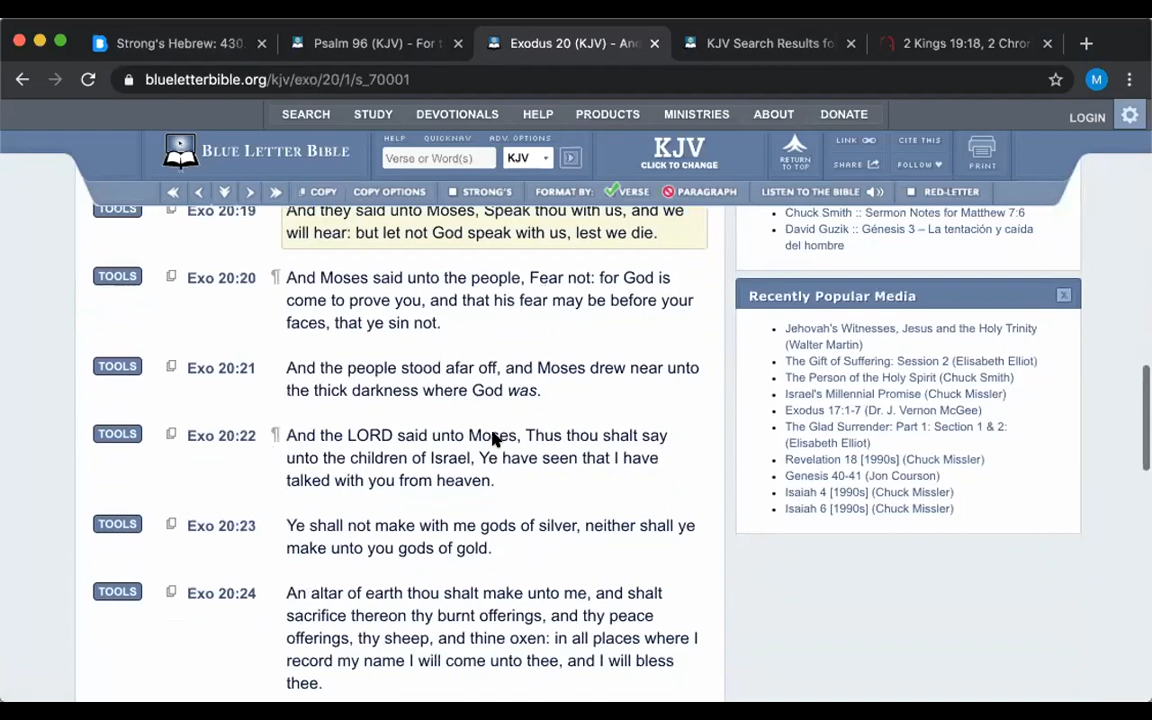 Strong's Hebrew: 430.
Psalm 96 (KJV) - For t
Exodus 20 (KJV) - And
KJV Search Results fo
2 Kings 19:18, 2 Chron
blueletterbible.org/kjv/exo/20/1/s_70001
M
SEARCH STUDY DEVOTIONALS HELP PRODUCTS MINISTRIES ABOUT DONATE
LOGIN
BLUE LETTER BIBLE
HELP QUICKNAV ADV. OPTIONS
Verse or Word(s) KJV
KJV
CLICK TO CHANGE
RETURN
TO TOP
LINK CITE THIS
SHARE FOLLOW
PRINT
COPY COPY OPTIONS STRONG'S FORMAT BY: VERSE PARAGRAPH LISTEN TO THE BIBLE RED-LETTER
TOOLS Exo 20:19 And they said unto Moses, Speak thou with us, and we
will hear: but let not God speak with us, lest we die.
TOOLS Exo 20:20 ¶ And Moses said unto the people, Fear not: for God is
come to prove you, and that his fear may be before your
faces, that ye sin not.
TOOLS Exo 20:21 And the people stood afar off, and Moses drew near unto
the thick darkness where God was.
TOOLS Exo 20:22 ¶ And the LORD said unto Moses, Thus thou shalt say
unto the children of Israel, Ye have seen that I have
talked with you from heaven.
TOOLS Exo 20:23 Ye shall not make with me gods of silver, neither shall ye
make unto you gods of gold.
TOOLS Exo 20:24 An altar of earth thou shalt make unto me, and shalt
sacrifice thereon thy burnt offerings, and thy peace
offerings, thy sheep, and thine oxen: in all places where I
record my name I will come unto thee, and I will bless
thee.
Chuck Smith :: Sermon Notes for Matthew 7:6
David Guzik :: Génesis 3 – La tentación y caída
del hombre
Recently Popular Media x
Jehovah's Witnesses, Jesus and the Holy Trinity
(Walter Martin)
The Gift of Suffering: Session 2 (Elisabeth Elliot)
The Person of the Holy Spirit (Chuck Smith)
Israel's Millennial Promise (Chuck Missler)
Exodus 17:1-7 (Dr. J. Vernon McGee)
The Glad Surrender: Part 1: Section 1 & 2:
(Elisabeth Elliot)
Revelation 18 [1990s] (Chuck Missler)
Genesis 40-41 (Jon Courson)
Isaiah 4 [1990s] (Chuck Missler)
Isaiah 6 [1990s] (Chuck Missler)